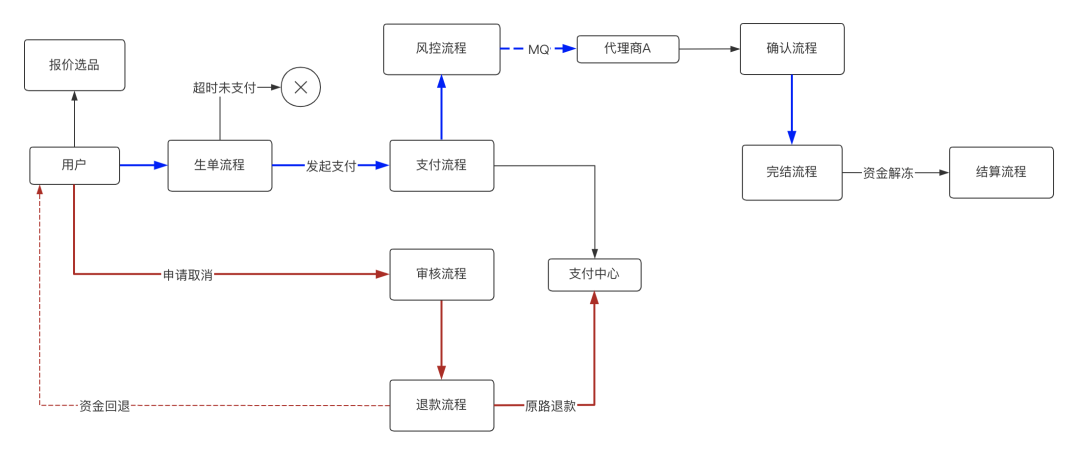 风控流程
MQ
代理商A
确认流程
报价选品
超时未支付
用户
生单流程
发起支付
支付流程
完结流程
资金解冻
结算流程
申请取消
审核流程
支付中心
资金回退
退款流程
原路退款